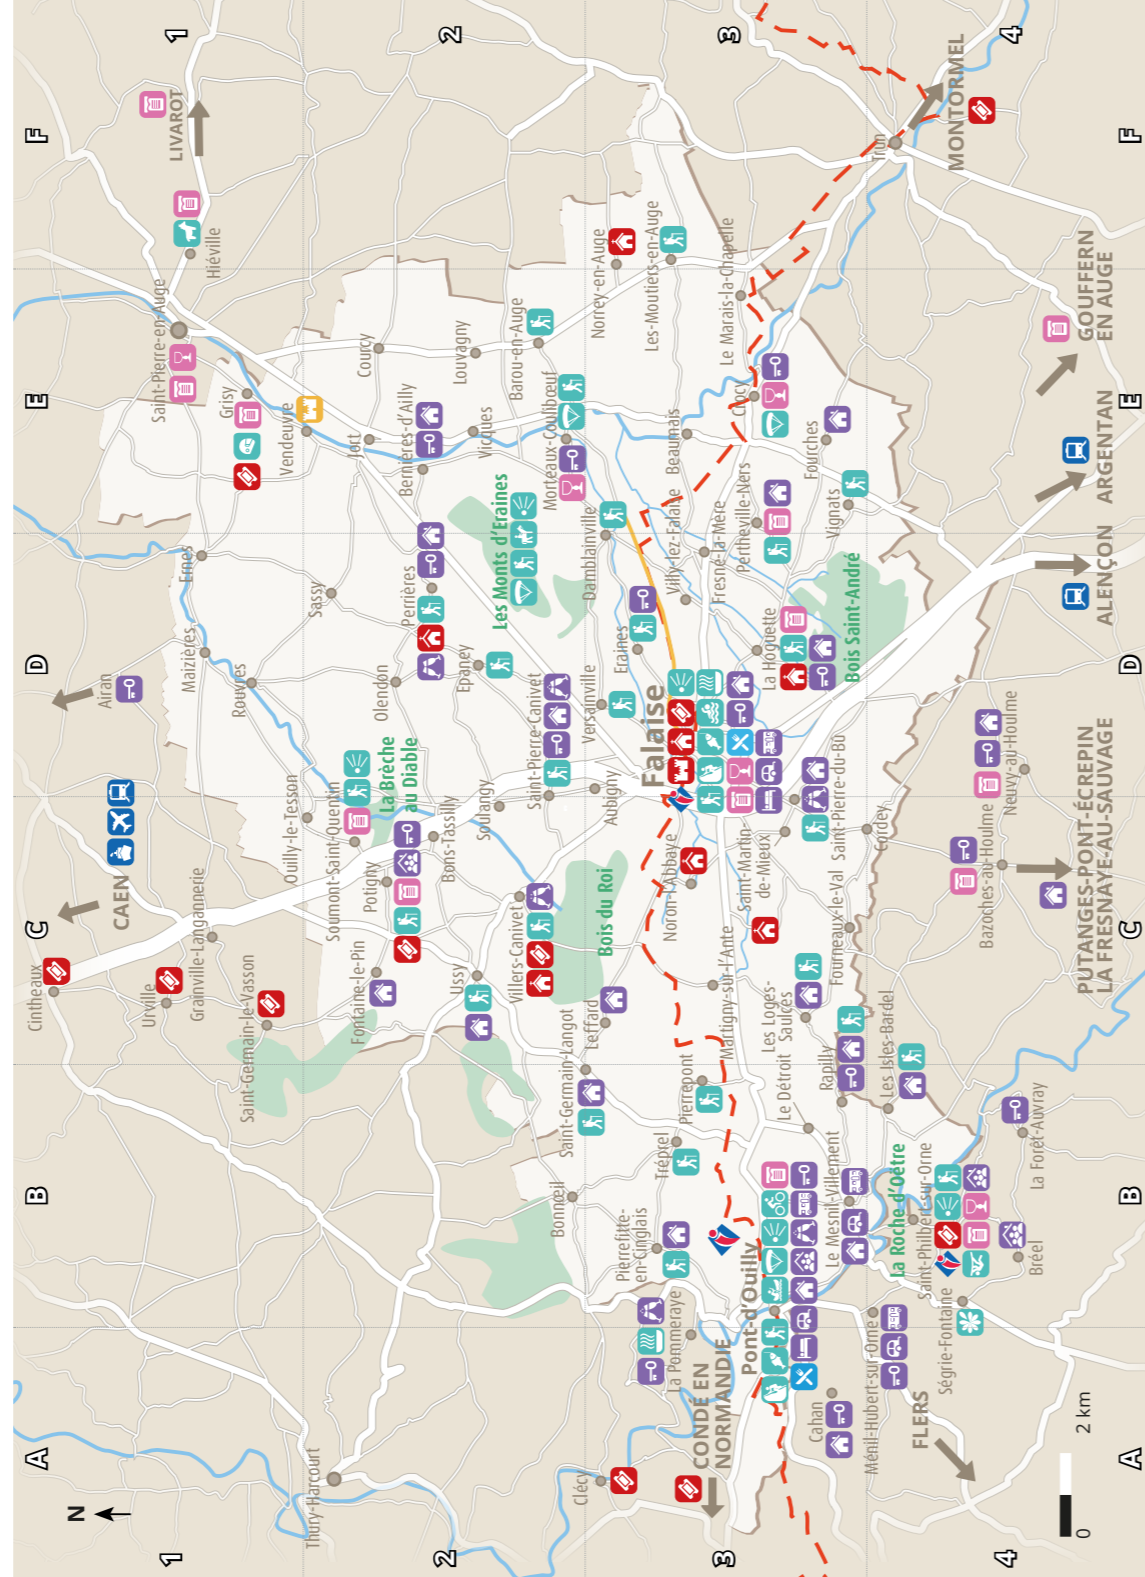 A
B
C
D
E
F
1
2
3
4
1
2
3
4
A
B
C
D
E
F
N
0
2 km
Thury-Harcourt
Clécy
CONDÉ EN
NORMANDIE
FLERS
Cahan
Ménil-Hubert-sur-Orne
Ségrie-Fontaine
La Pommeraye
Pont-d'Ouilly
Pierrefitte-
en-Cinglais
Bonnœil
Tréprel
Pierrepont
Saint-Germain-Langot
Leffard
Le Mesnil-Villement
La Roche d'Oëtre
Saint-Philbert-sur-Orne
Bréel
La Forêt-Auvray
Le Détroit
Rapilly
Les Isles-Bardel
Les Loges-
Saulces
Martigny-sur-l'Ante
Fourneaux-le-Val
Cintheaux
Urville
Grainville-Langannerie
Saint-Germain-le-Vasson
CAEN
Airan
Fontaine-le-Pin
Potigny
Soumont-Saint-Quentin
Ouilly-le-Tesson
La Brèche
au Diable
Bons-Tassilly
Soulangy
Ussy
Villers-Canivet
Bois du Roi
Saint-Pierre-Canivet
Aubigny
Versainville
Noron-l'Abbaye
Falaise
Saint-Martin-
de-Mieux
Saint-Pierre-du-Bû
Cordey
Bazoches-au-Houlme
Neuvy-au-Houlme
PUTANGES-PONT-ÉCREPIN
LA FRESNAYE-AU-SAUVAGE
Maizières
Rouvres
Ernes
Sassy
Olendon
Perrières
Epaney
Les Monts d'Eraines
Damblainville
Eraines
Villy-lez-Falaise
Fresné-la-Mère
La Hoguette
Bois Saint-André
Pertheville-Ners
Vignats
Fourches
ALENÇON
ARGENTAN
GOUFFERN
EN AUGE
Saint-Pierre-en-Auge
Hiéville
LIVAROT
Grisy
Vendeuvre
Jort
Courcy
Bernières-d'Ailly
Louvagny
Vicques
Barou-en-Auge
Morteaux-Coulibœuf
Beaumais
Crocy
Norrey-en-Auge
Les-Moutiers-en-Auge
Le Marais-la-Chapelle
Trun
MONTORMEL